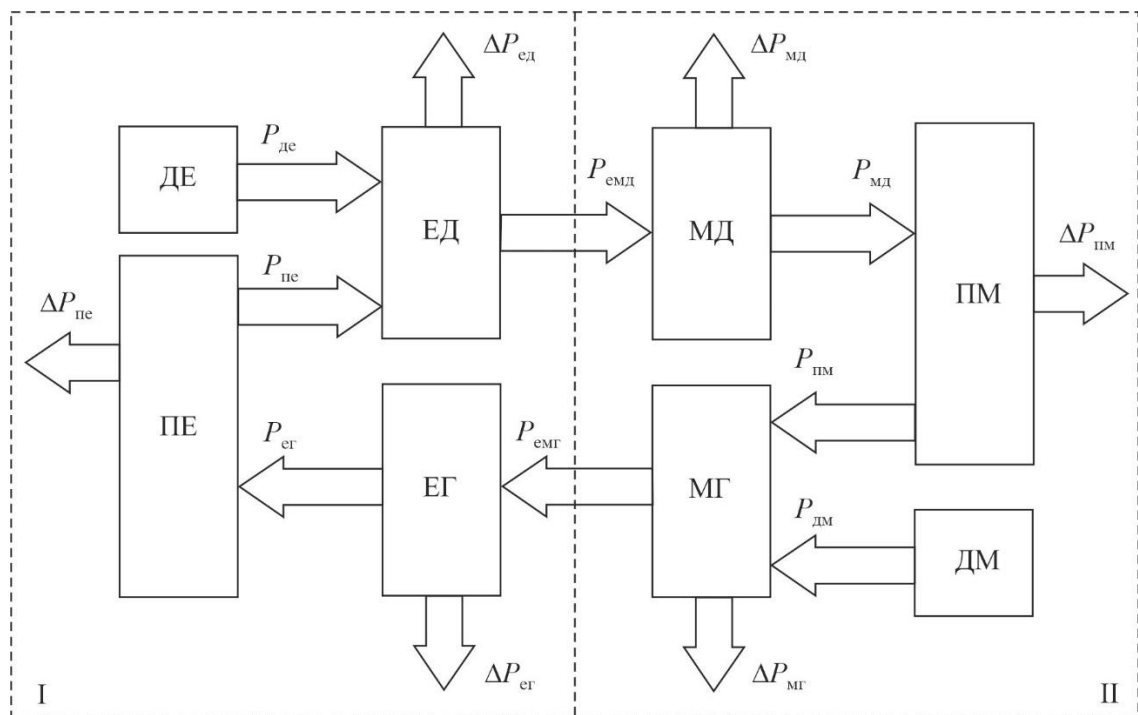 ΔPед
ΔPмд
Pде
ДЕ
ЕД
Pемд
МД
Pмд
ΔPпм
ПМ
Pпе
ΔPпе
ПЕ
Pпм
Pег
ЕГ
Pемг
МГ
Pдм
ДМ
ΔPег
ΔPмг
I
II